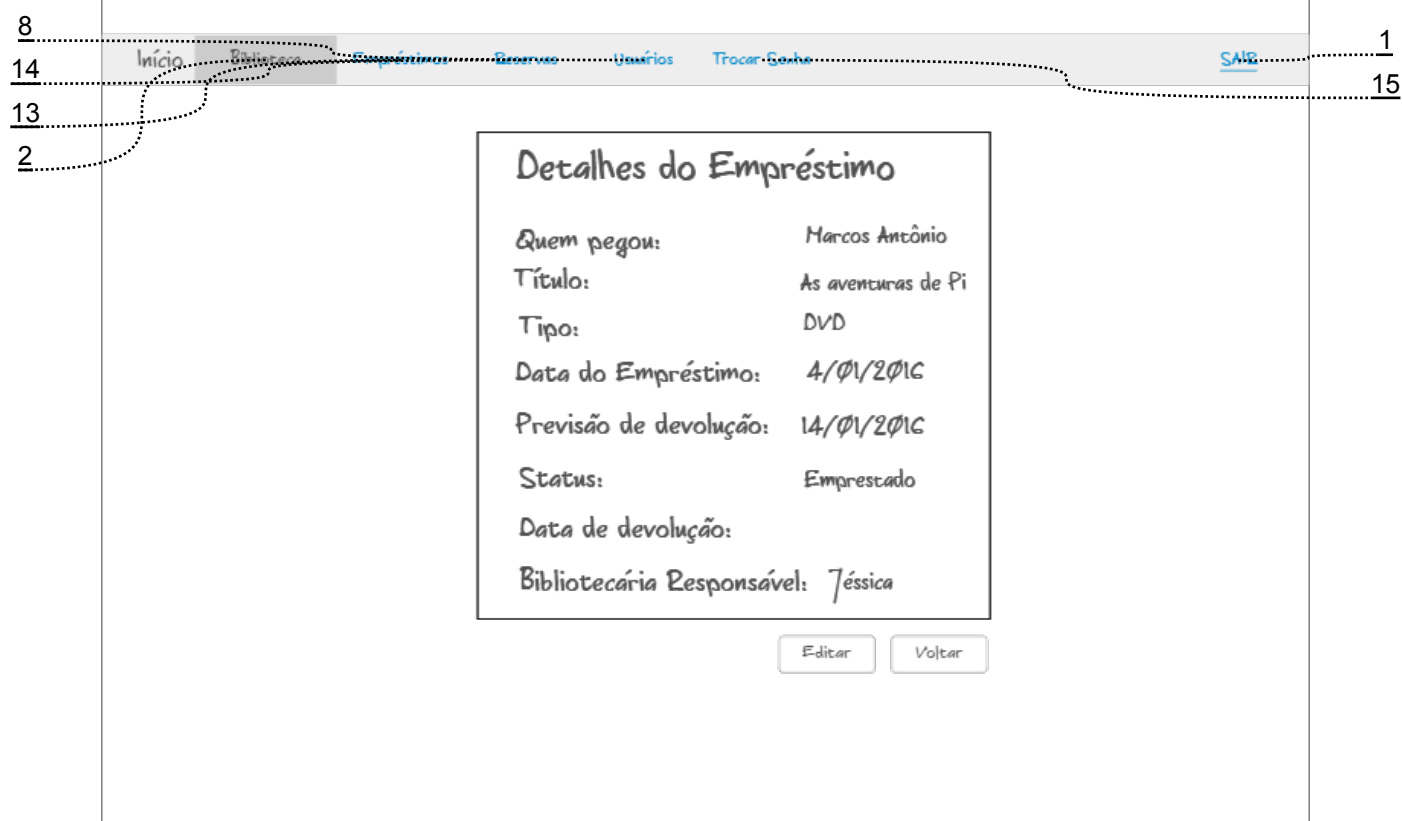 8
14
13
2
1
15
Início Biblioteca Empréstimos Reservas Usuários Trocar Senha SAIR
Detalhes do Empréstimo
Quem pegou: Marcos Antônio
Título: As aventuras de Pi
Tipo: DVD
Data do Empréstimo: 4/01/2016
Previsão de devolução: 14/01/2016
Status: Emprestado
Data de devolução:
Bibliotecária Responsável: Jéssica
Editar Voltar